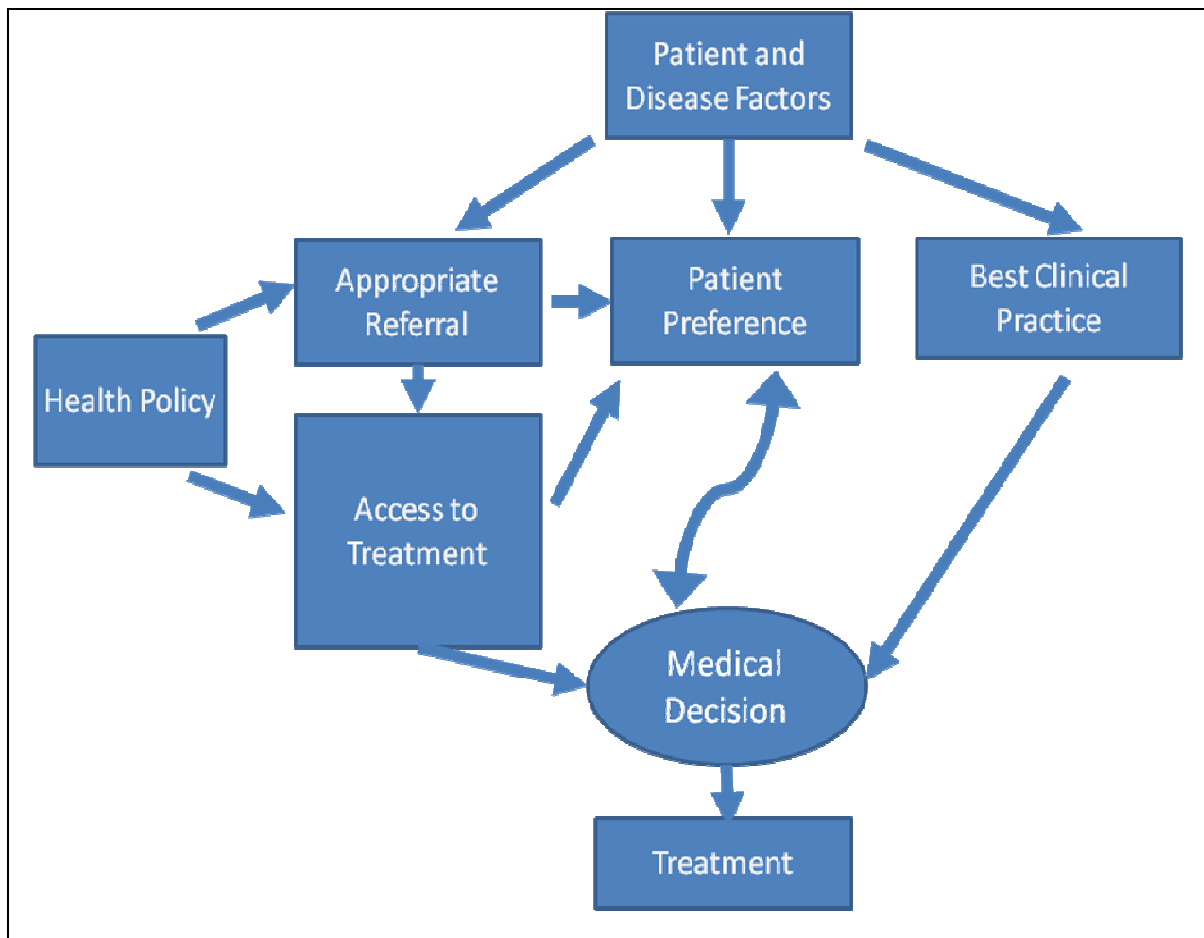 Patient and
Disease Factors
Appropriate
Referral
Patient
Preference
Best Clinical
Practice
Health Policy
Access to
Treatment
Medical
Decision
Treatment